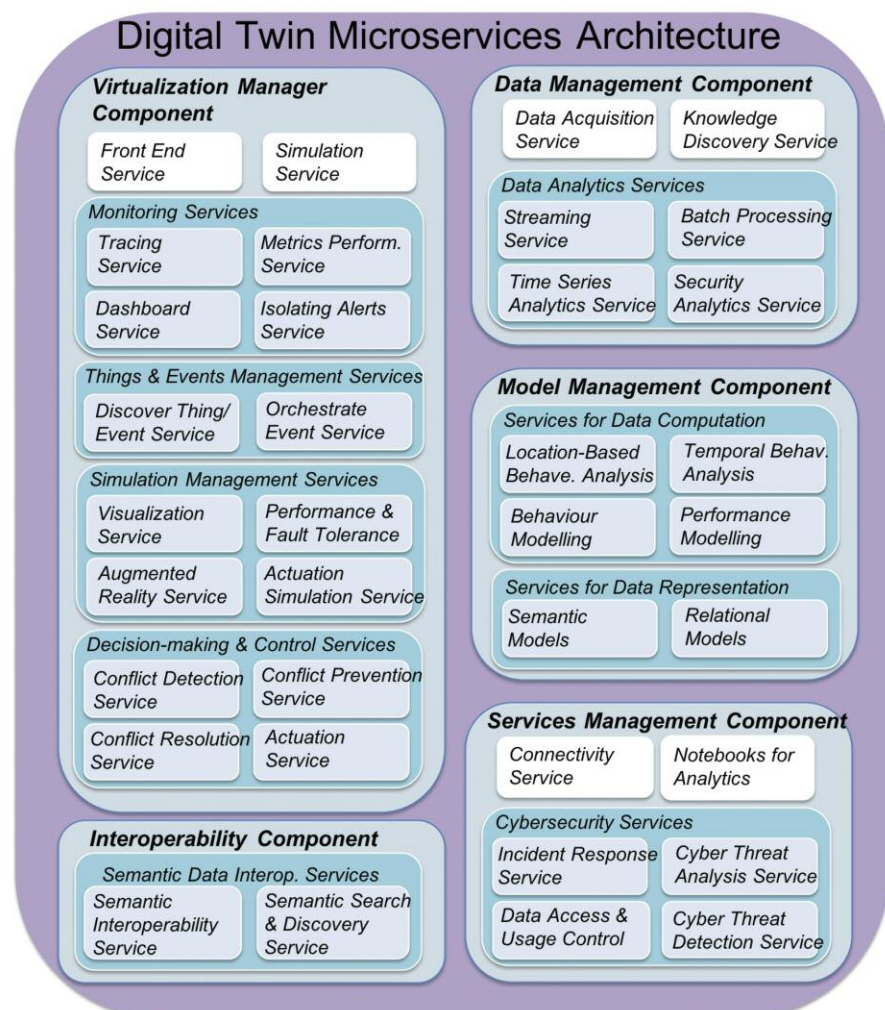 Digital Twin Microservices Architecture
Virtualization Manager
Component
Front End
Service
Simulation
Service
Monitoring Services
Tracing
Service
Metrics Perform.
Service
Dashboard
Service
Isolating Alerts
Service
Things & Events Management Services
Discover Thing/
Event Service
Orchestrate
Event Service
Simulation Management Services
Visualization
Service
Performance &
Fault Tolerance
Augmented
Reality Service
Actuation
Simulation Service
Decision-making & Control Services
Conflict Detection
Service
Conflict Prevention
Service
Conflict Resolution
Service
Actuation
Service
Interoperability Component
Semantic Data Interop. Services
Semantic
Interoperability
Service
Semantic Search
& Discovery
Service
Data Management Component
Data Acquisition
Service
Knowledge
Discovery Service
Data Analytics Services
Streaming
Service
Batch Processing
Service
Time Series
Analytics Service
Security
Analytics Service
Model Management Component
Services for Data Computation
Location-Based
Behave. Analysis
Temporal Behav.
Analysis
Behaviour
Modelling
Performance
Modelling
Services for Data Representation
Semantic
Models
Relational
Models
Services Management Component
Connectivity
Service
Notebooks for
Analytics
Cybersecurity Services
Incident Response
Service
Cyber Threat
Analysis Service
Data Access &
Usage Control
Cyber Threat
Detection Service